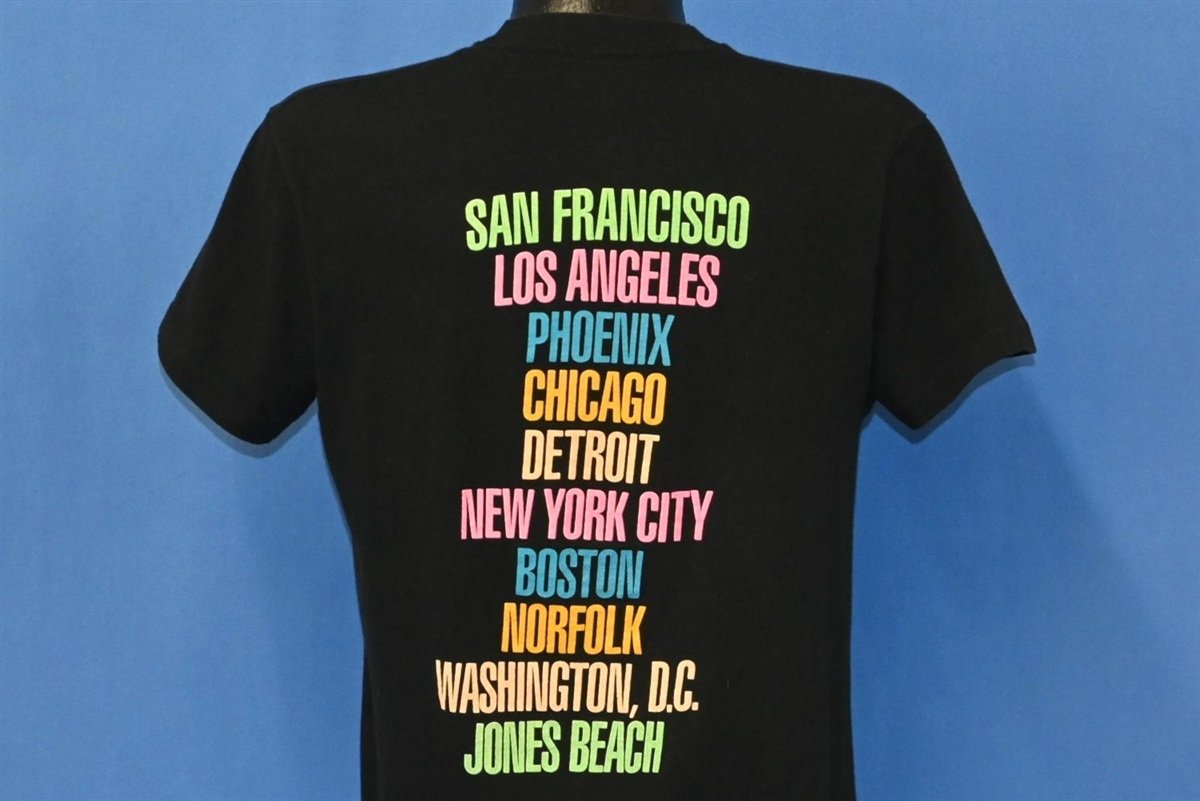 SAN FRANCISCO
LOS ANGELES
PHOENIX
CHICAGO
DETROIT
NEW YORK CITY
BOSTON
NORFOLK
WASHINGTON, D.C.
JONES BEACH